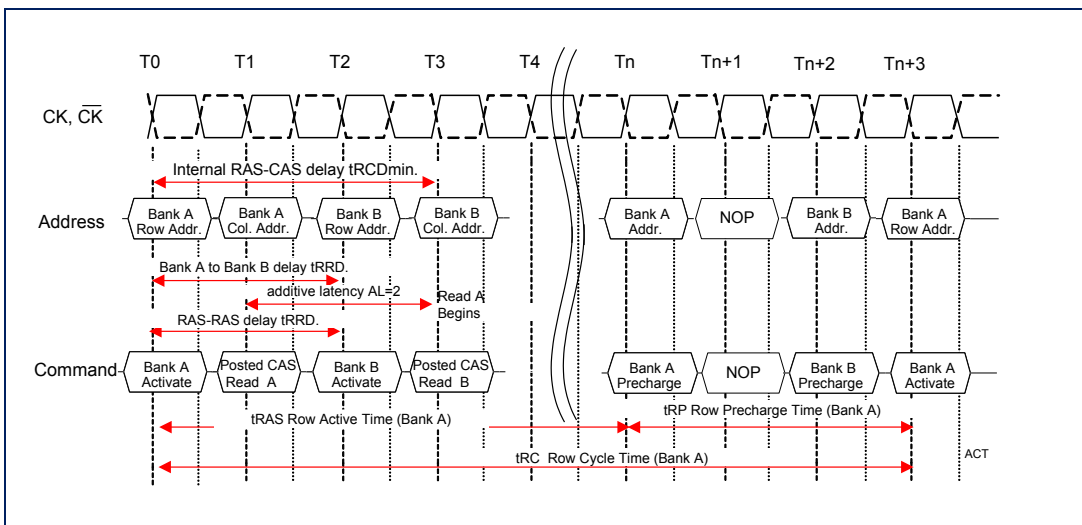 T0 T1 T2 T3 T4 Tn Tn+1 Tn+2 Tn+3
CK, C̅K̅
Internal RAS-CAS delay tRCDmin.
Address
Bank A
Row Addr.
Bank A
Col. Addr.
Bank B
Row Addr.
Bank B
Col. Addr.
Bank A
Addr.
NOP
Bank B
Addr.
Bank A
Row Addr.
Bank A to Bank B delay tRRD.
additive latency AL=2
Read A
Begins
RAS-RAS delay tRRD.
Command
Bank A
Activate
Posted CAS
Read A
Bank B
Activate
Posted CAS
Read B
Bank A
Precharge
NOP
Bank B
Precharge
Bank A
Activate
tRAS Row Active Time (Bank A)
tRP Row Precharge Time (Bank A)
tRC Row Cycle Time (Bank A)
ACT